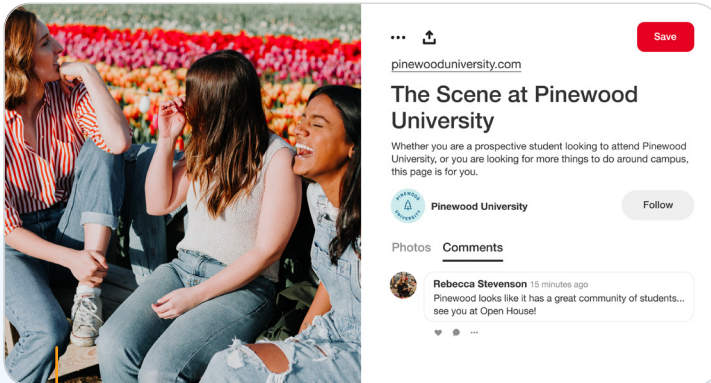 Save
pinewooduniversity.com
The Scene at Pinewood
University
Whether you are a prospective student looking to attend Pinewood
University, or you are looking for more things to do around campus,
this page is for you.
PINEWOOD
UNIVERSITY
Pinewood University
Follow
Photos Comments
Rebecca Stevenson 15 minutes ago
Pinewood looks like it has a great community of students...
see you at Open House!